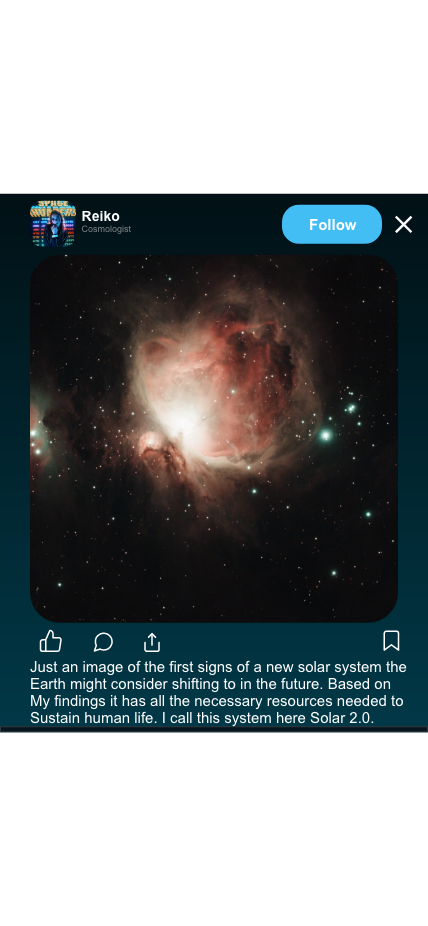 SPACE
INVADERS
Reiko
Cosmologist
Follow
Just an image of the first signs of a new solar system the
Earth might consider shifting to in the future. Based on
My findings it has all the necessary resources needed to
Sustain human life. I call this system here Solar 2.0.